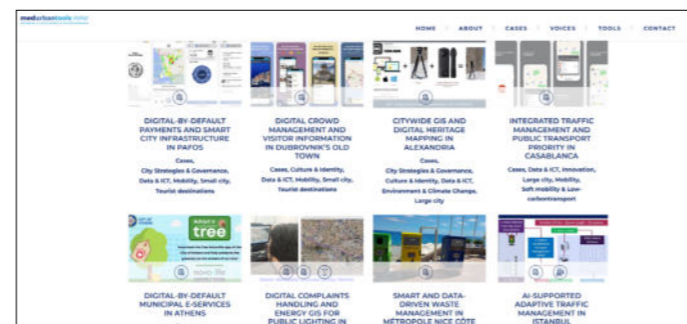 medurbantools.com
HOME ABOUT CASES VOICES TOOLS CONTACT
DIGITAL-BY-DEFAULT
PAYMENTS AND SMART
CITY INFRASTRUCTURE
IN PAFOS
Cases,
City Strategies & Governance,
Data & ICT, Mobility, Small city,
Tourist destinations
DIGITAL CROWD
MANAGEMENT AND
VISITOR INFORMATION
IN DUBROVNIK'S OLD
TOWN
Cases, Culture & Identity,
Data & ICT, Mobility, Small city,
Tourist destinations
CITYWIDE GIS AND
DIGITAL HERITAGE
MAPPING IN
ALEXANDRIA
Cases,
City Strategies & Governance,
Culture & Identity, Data & ICT,
Environment & Climate Change,
Large city
INTEGRATED TRAFFIC
MANAGEMENT AND
PUBLIC TRANSPORT
PRIORITY IN
CASABLANCA
Cases, Data & ICT, Innovation,
Large city, Mobility,
Soft mobility & Low-
carbontransport
Adopt a
tree
novo life
DIGITAL-BY-DEFAULT
MUNICIPAL E-SERVICES
IN ATHENS
DIGITAL COMPLAINTS
HANDLING AND
ENERGY GIS FOR
PUBLIC LIGHTING IN
SMART AND DATA-
DRIVEN WASTE
MANAGEMENT IN
MÉTROPOLE NICE CÔTE
AI-SUPPORTED
ADAPTIVE TRAFFIC
MANAGEMENT IN
ISTANBUL